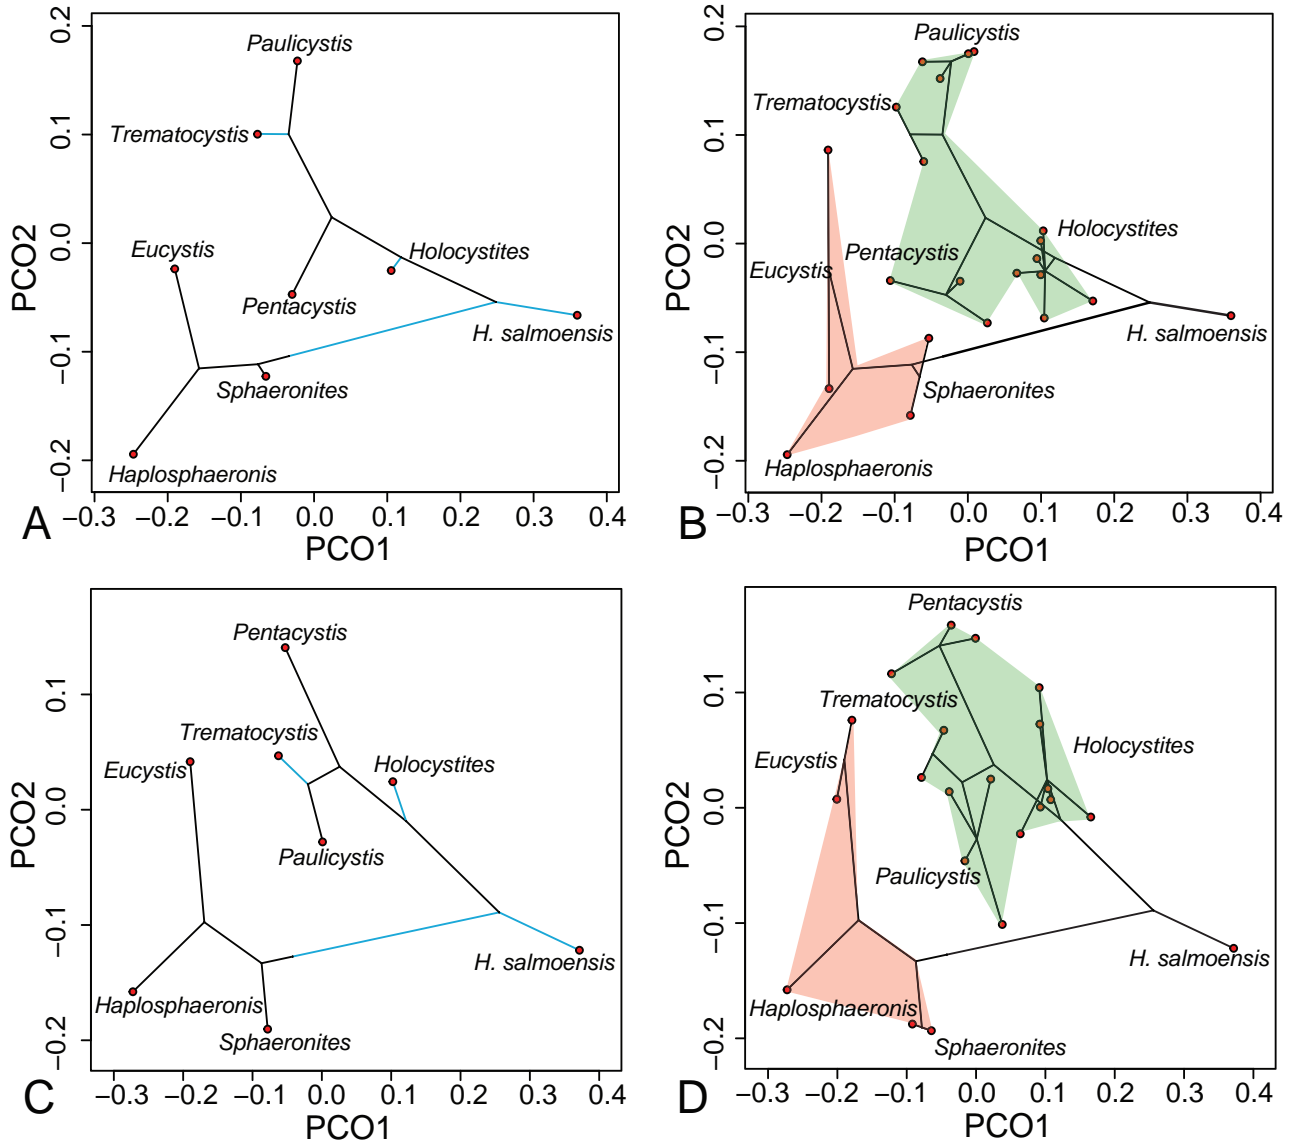 Paulicystis
Trematocystis
Eucystis
Holocystites
Pentacystis
H. salmoensis
Sphaeronites
Haplosphaeronis
PCO2
0.2
0.1
0.0
−0.1
−0.2
A
−0.3 −0.2 −0.1 0.0 0.1 0.2 0.3 0.4
PCO1
Paulicystis
Trematocystis
Holocystites
Pentacystis
Eucystis
H. salmoensis
Sphaeronites
Haplosphaeronis
PCO2
0.2
0.1
0.0
−0.1
−0.2
B
−0.3 −0.2 −0.1 0.0 0.1 0.2 0.3 0.4
PCO1
Pentacystis
Trematocystis
Eucystis
Holocystites
Paulicystis
H. salmoensis
Haplosphaeronis
Sphaeronites
PCO2
0.1
0.0
−0.1
−0.2
C
−0.3 −0.2 −0.1 0.0 0.1 0.2 0.3 0.4
PCO1
Pentacystis
Trematocystis
Holocystites
Eucystis
Paulicystis
H. salmoensis
Haplosphaeronis
Sphaeronites
PCO2
0.1
0.0
−0.1
−0.2
D
−0.3 −0.2 −0.1 0.0 0.1 0.2 0.3 0.4
PCO1